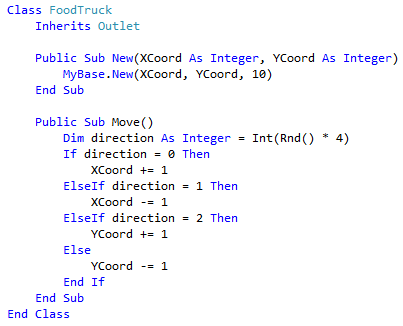 Class FoodTruck
    Inherits Outlet

    Public Sub New(XCoord As Integer, YCoord As Integer)
        MyBase.New(XCoord, YCoord, 10)
    End Sub

    Public Sub Move()
        Dim direction As Integer = Int(Rnd() * 4)
        If direction = 0 Then
            XCoord += 1
        ElseIf direction = 1 Then
            XCoord -= 1
        ElseIf direction = 2 Then
            YCoord += 1
        Else
            YCoord -= 1
        End If
    End Sub
End Class